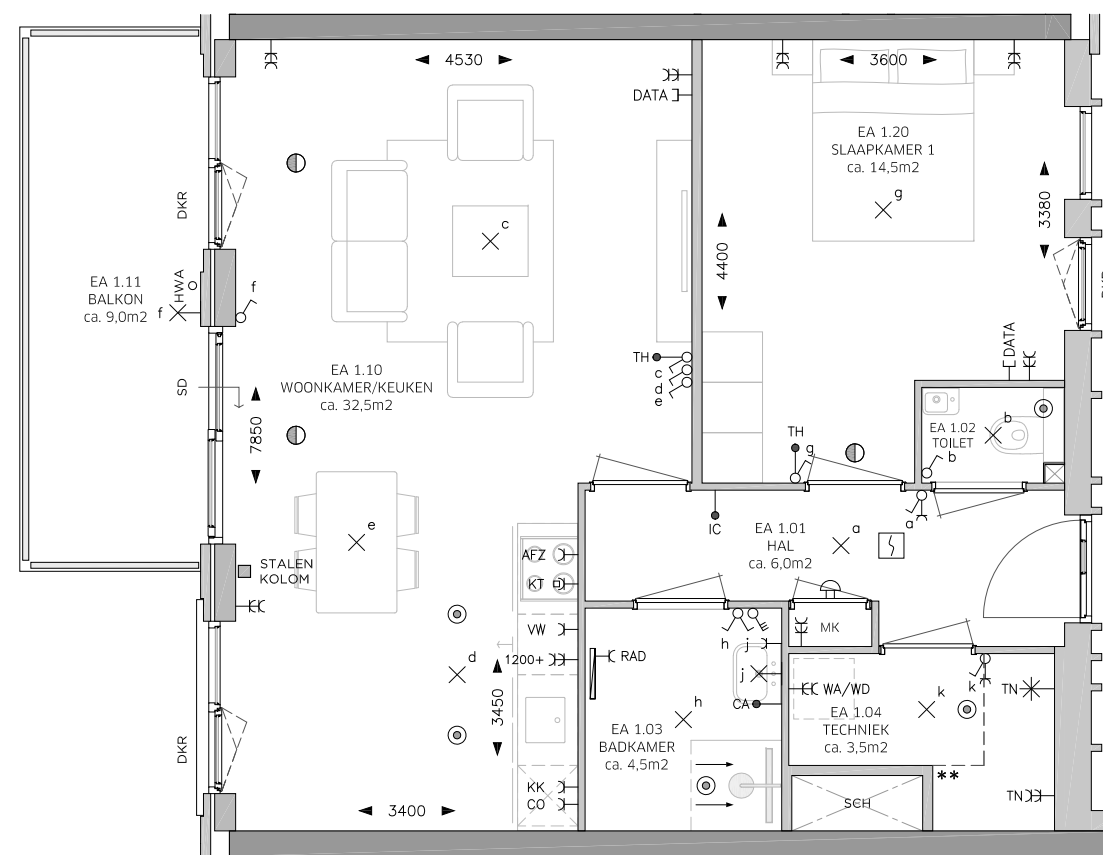 4530
3600
DATA
EA 1.20
SLAAPKAMER 1
ca. 14,5m2
g
3380
4400
DKR
c
EA 1.11
BALKON
ca. 9,0m2
HWA
f
f
SD
7850
EA 1.10
WOONKAMER/KEUKEN
ca. 32,5m2
TH
c
d
e
DATA
EA 1.02
TOILET
b
b
TH
g
e
STALEN
KOLOM
AFZ
KT
VW
1200+
d
3450
KK
CO
3400
DKR
IC
EA 1.01
HAL
ca. 6,0m2
a
a
h
j
MK
RAD
j
CA
h
EA 1.03
BADKAMER
ca. 4,5m2
WA/WD
EA 1.04
TECHNIEK
ca. 3,5m2
k
k
TN
**
TN
SCH